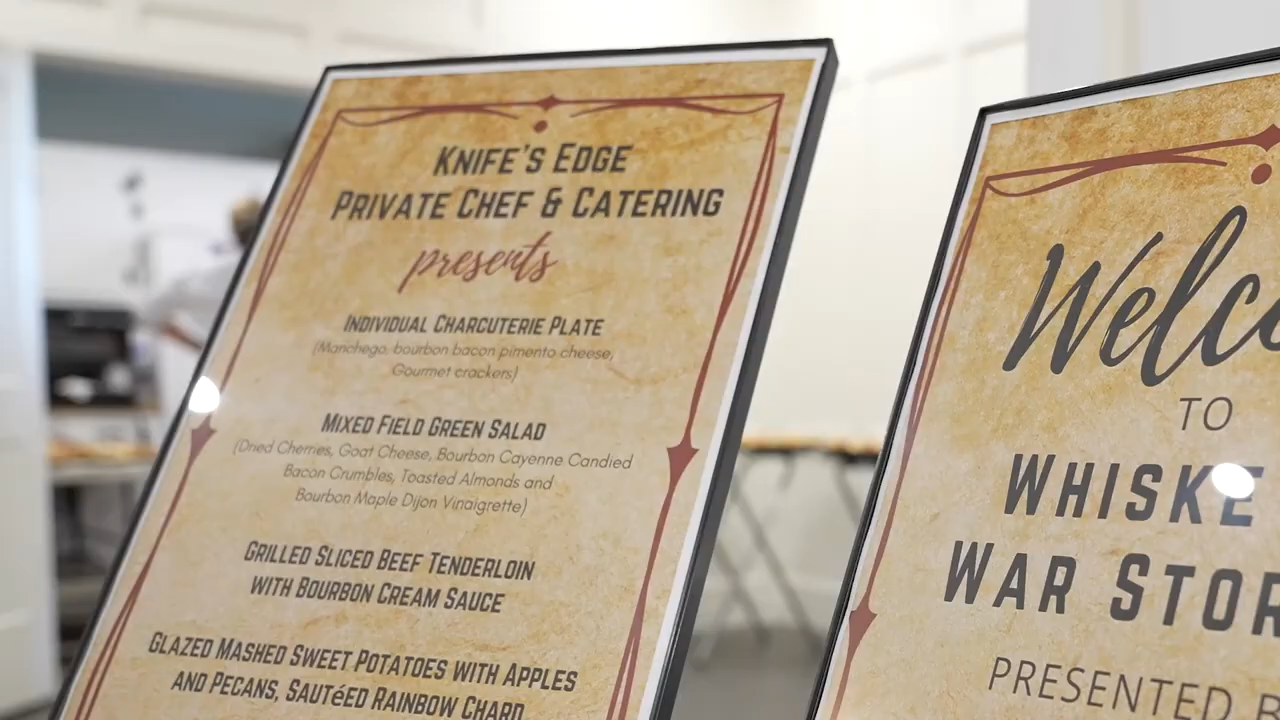 KNIFE'S EDGE
PRIVATE CHEF & CATERING
presents
INDIVIDUAL CHARCUTERIE PLATE
(Manchego, bourbon bacon pimento cheese,
Gourmet crackers)
MIXED FIELD GREEN SALAD
(Dried Cherries, Goat Cheese, Bourbon Cayenne Candied
Bacon Crumbles, Toasted Almonds and
Bourbon Maple Dijon Vinaigrette)
GRILLED SLICED BEEF TENDERLOIN
WITH BOURBON CREAM SAUCE
GLAZED MASHED SWEET POTATOES WITH APPLES
AND PECANS, SAUTéED RAINBOW CHARD
Welco
TO
WHISKE
WAR STOR
PRESENTED B